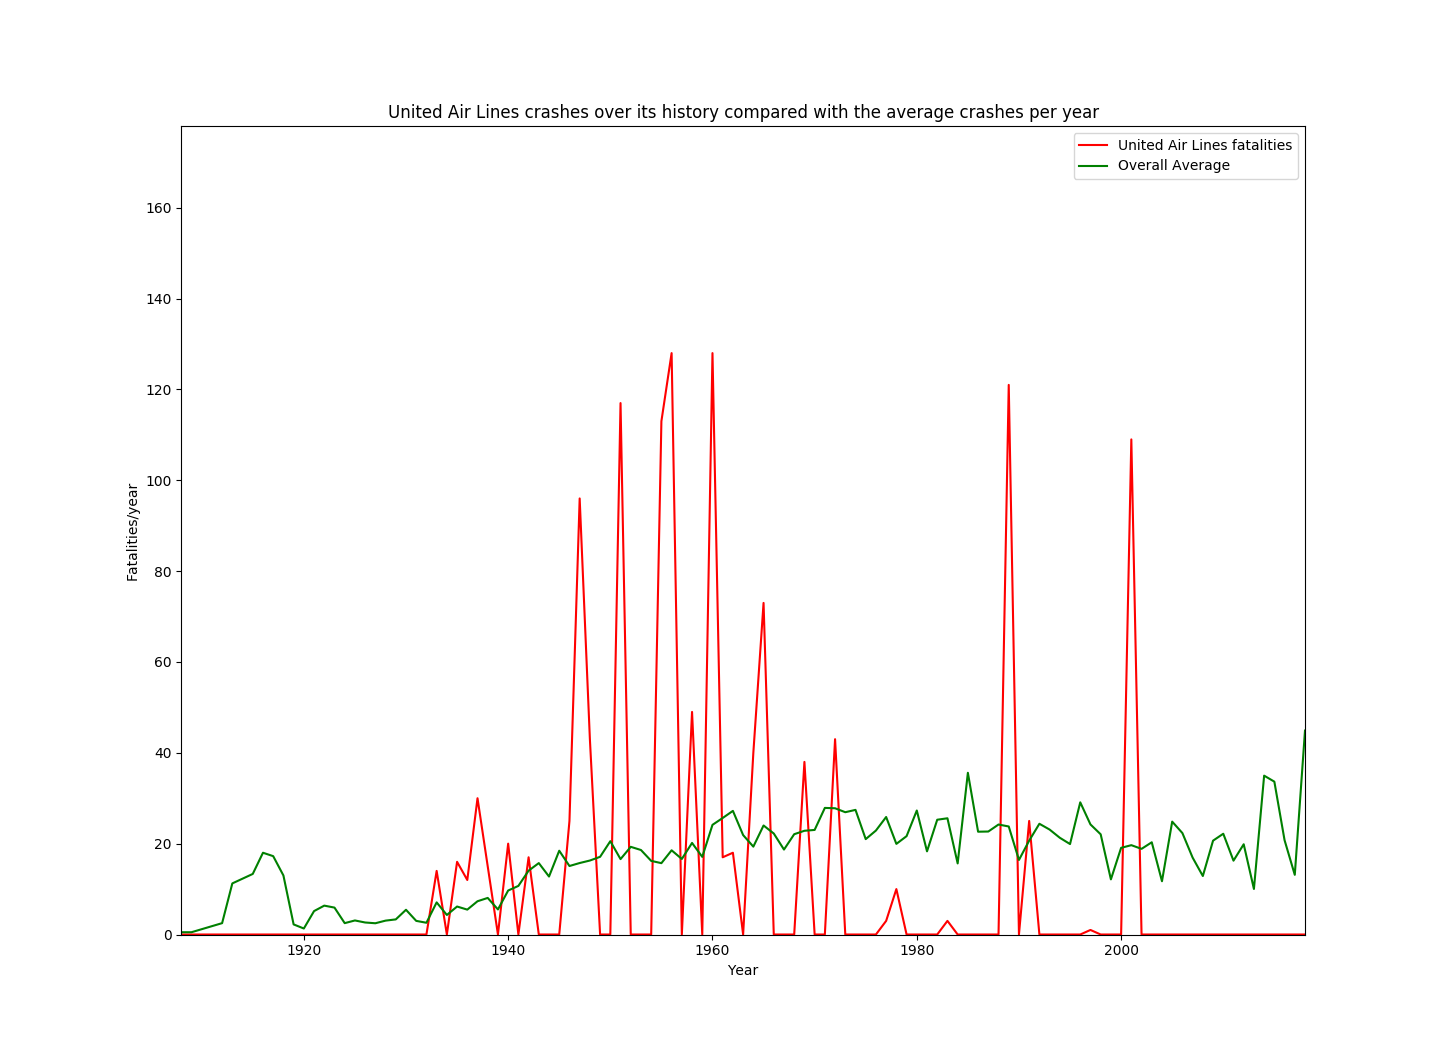 United Air Lines crashes over its history compared with the average crashes per year
United Air Lines fatalities
Overall Average
160
140
120
100
80
60
40
20
0
Fatalities/year
1920 1940 1960 1980 2000
Year